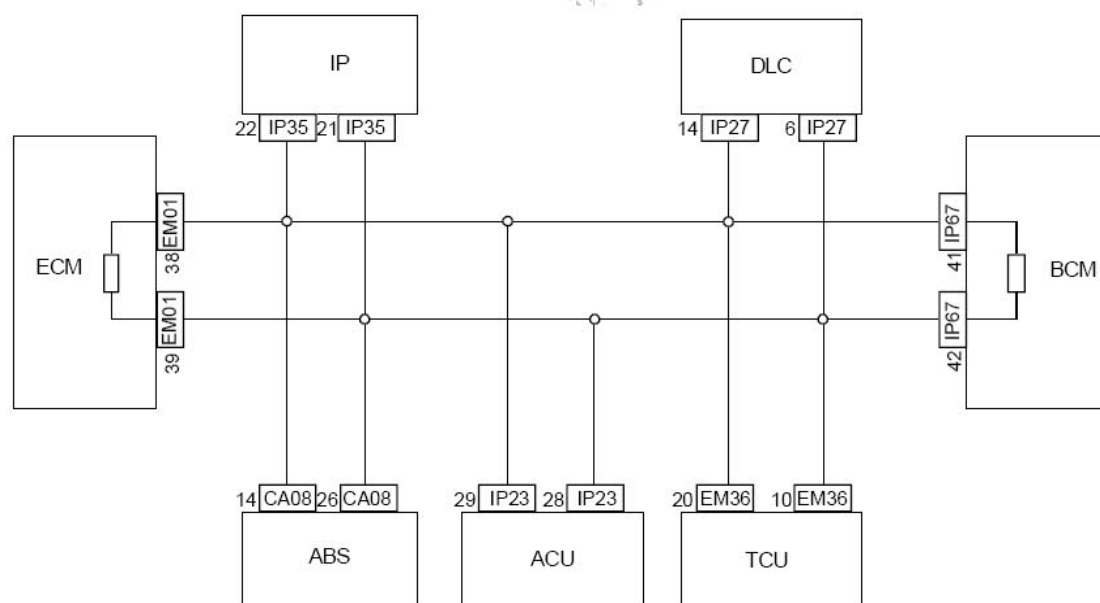 IP
DLC
22 IP35 21 IP35
14 IP27 6 IP27
ECM
38 EM01
39 EM01
IP67 41
IP67 42
BCM
14 CA08 26 CA08
29 IP23 28 IP23
20 EM36 10 EM36
ABS
ACU
TCU